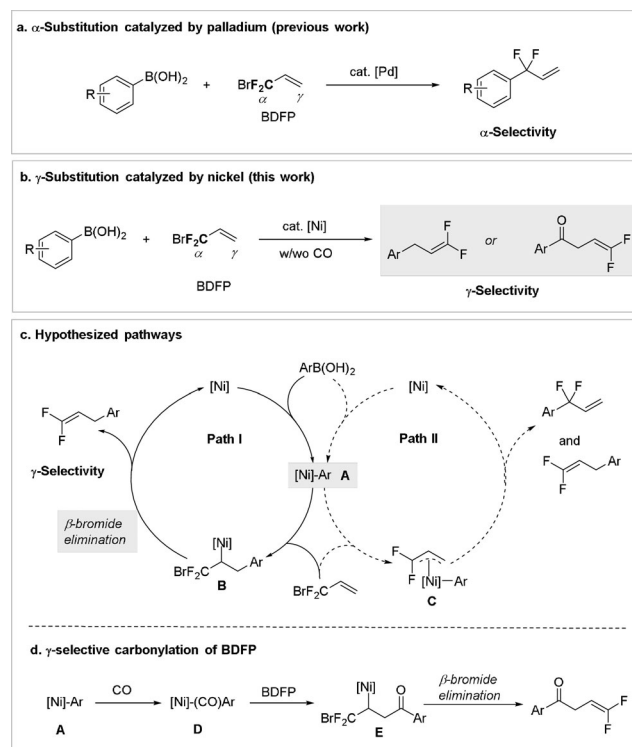 a. α-Substitution catalyzed by palladium (previous work)
R
B(OH)2
+
BrF2C
α
γ
BDFP
cat. [Pd]
F F
R
α-Selectivity
b. γ-Substitution catalyzed by nickel (this work)
R
B(OH)2
+
BrF2C
α
γ
BDFP
cat. [Ni]
w/wo CO
Ar
F
F
or
O
Ar
F
F
γ-Selectivity
c. Hypothesized pathways
[Ni]
ArB(OH)2
[Ni]
F
F
Ar
γ-Selectivity
Path I
Path II
F F
Ar
and
F
F
Ar
[Ni]-Ar A
β-bromide
elimination
[Ni]
BrF2C
Ar
B
BrF2C
F
F
[Ni]
Ar
C
d. γ-selective carbonylation of BDFP
[Ni]-Ar
A
CO
[Ni]-(CO)Ar
D
BDFP
[Ni]
O
BrF2C
Ar
E
β-bromide
elimination
O
Ar
F
F